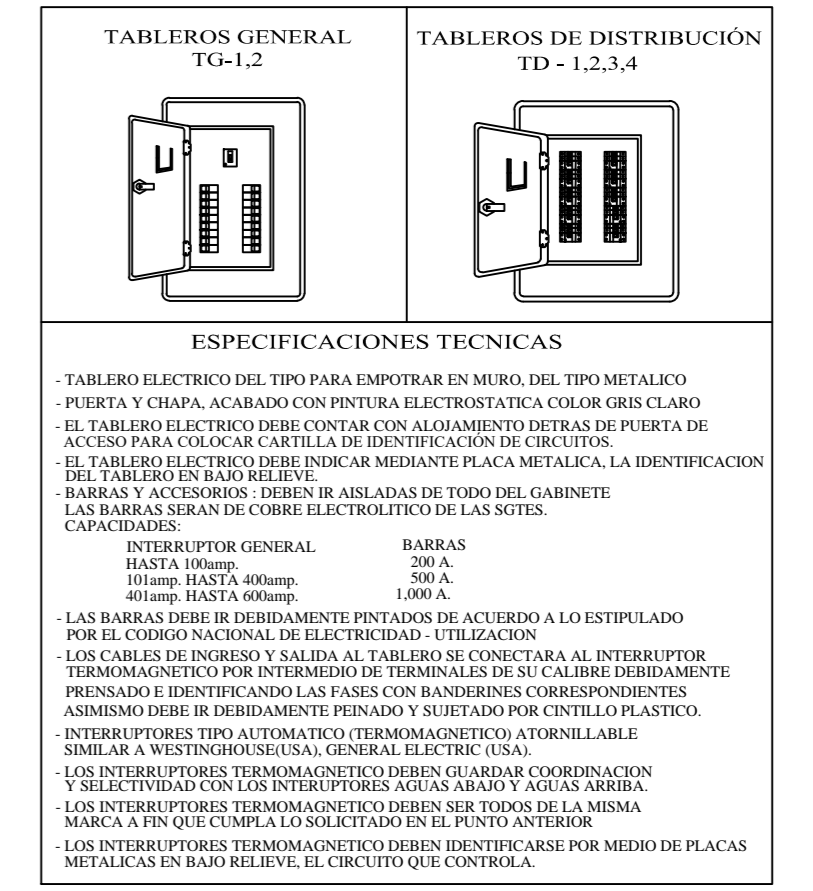 TABLEROS GENERAL
TG-1,2
TABLEROS DE DISTRIBUCIÓN
TD - 1,2,3,4
ESPECIFICACIONES TECNICAS
- TABLERO ELECTRICO DEL TIPO PARA EMPOTRAR EN MURO, DEL TIPO METALICO
- PUERTA Y CHAPA, ACABADO CON PINTURA ELECTROSTATICA COLOR GRIS CLARO
- EL TABLERO ELECTRICO DEBE CONTAR CON ALOJAMIENTO DETRAS DE PUERTA DE
ACCESO PARA COLOCAR CARTILLA DE IDENTIFICACIÓN DE CIRCUITOS.
- EL TABLERO ELECTRICO DEBE INDICAR MEDIANTE PLACA METALICA, LA IDENTIFICACION
DEL TABLERO EN BAJO RELIEVE.
- BARRAS Y ACCESORIOS : DEBEN IR AISLADAS DE TODO DEL GABINETE
LAS BARRAS SERAN DE COBRE ELECTROLITICO DE LAS SGTES.
CAPACIDADES:
INTERRUPTOR GENERAL BARRAS
HASTA 100amp. 200 A.
101amp. HASTA 400amp. 500 A.
401amp. HASTA 600amp. 1,000 A.
- LAS BARRAS DEBE IR DEBIDAMENTE PINTADOS DE ACUERDO A LO ESTIPULADO
POR EL CODIGO NACIONAL DE ELECTRICIDAD - UTILIZACION
- LOS CABLES DE INGRESO Y SALIDA AL TABLERO SE CONECTARA AL INTERRUPTOR
TERMOMAGNETICO POR INTERMEDIO DE TERMINALES DE SU CALIBRE DEBIDAMENTE
PRENSADO E IDENTIFICANDO LAS FASES CON BANDERINES CORRESPONDIENTES
ASIMISMO DEBE IR DEBIDAMENTE PEINADO Y SUJETADO POR CINTILLO PLASTICO.
- INTERRUPTORES TIPO AUTOMATICO (TERMOMAGNETICO) ATORNILLABLE
SIMILAR A WESTINGHOUSE(USA), GENERAL ELECTRIC (USA).
- LOS INTERRUPTORES TERMOMAGNETICO DEBEN GUARDAR COORDINACION
Y SELECTIVIDAD CON LOS INTERUPTORES AGUAS ABAJO Y AGUAS ARRIBA.
- LOS INTERRUPTORES TERMOMAGNETICO DEBEN SER TODOS DE LA MISMA
MARCA A FIN QUE CUMPLA LO SOLICITADO EN EL PUNTO ANTERIOR
- LOS INTERRUPTORES TERMOMAGNETICO DEBEN IDENTIFICARSE POR MEDIO DE PLACAS
METALICAS EN BAJO RELIEVE, EL CIRCUITO QUE CONTROLA.